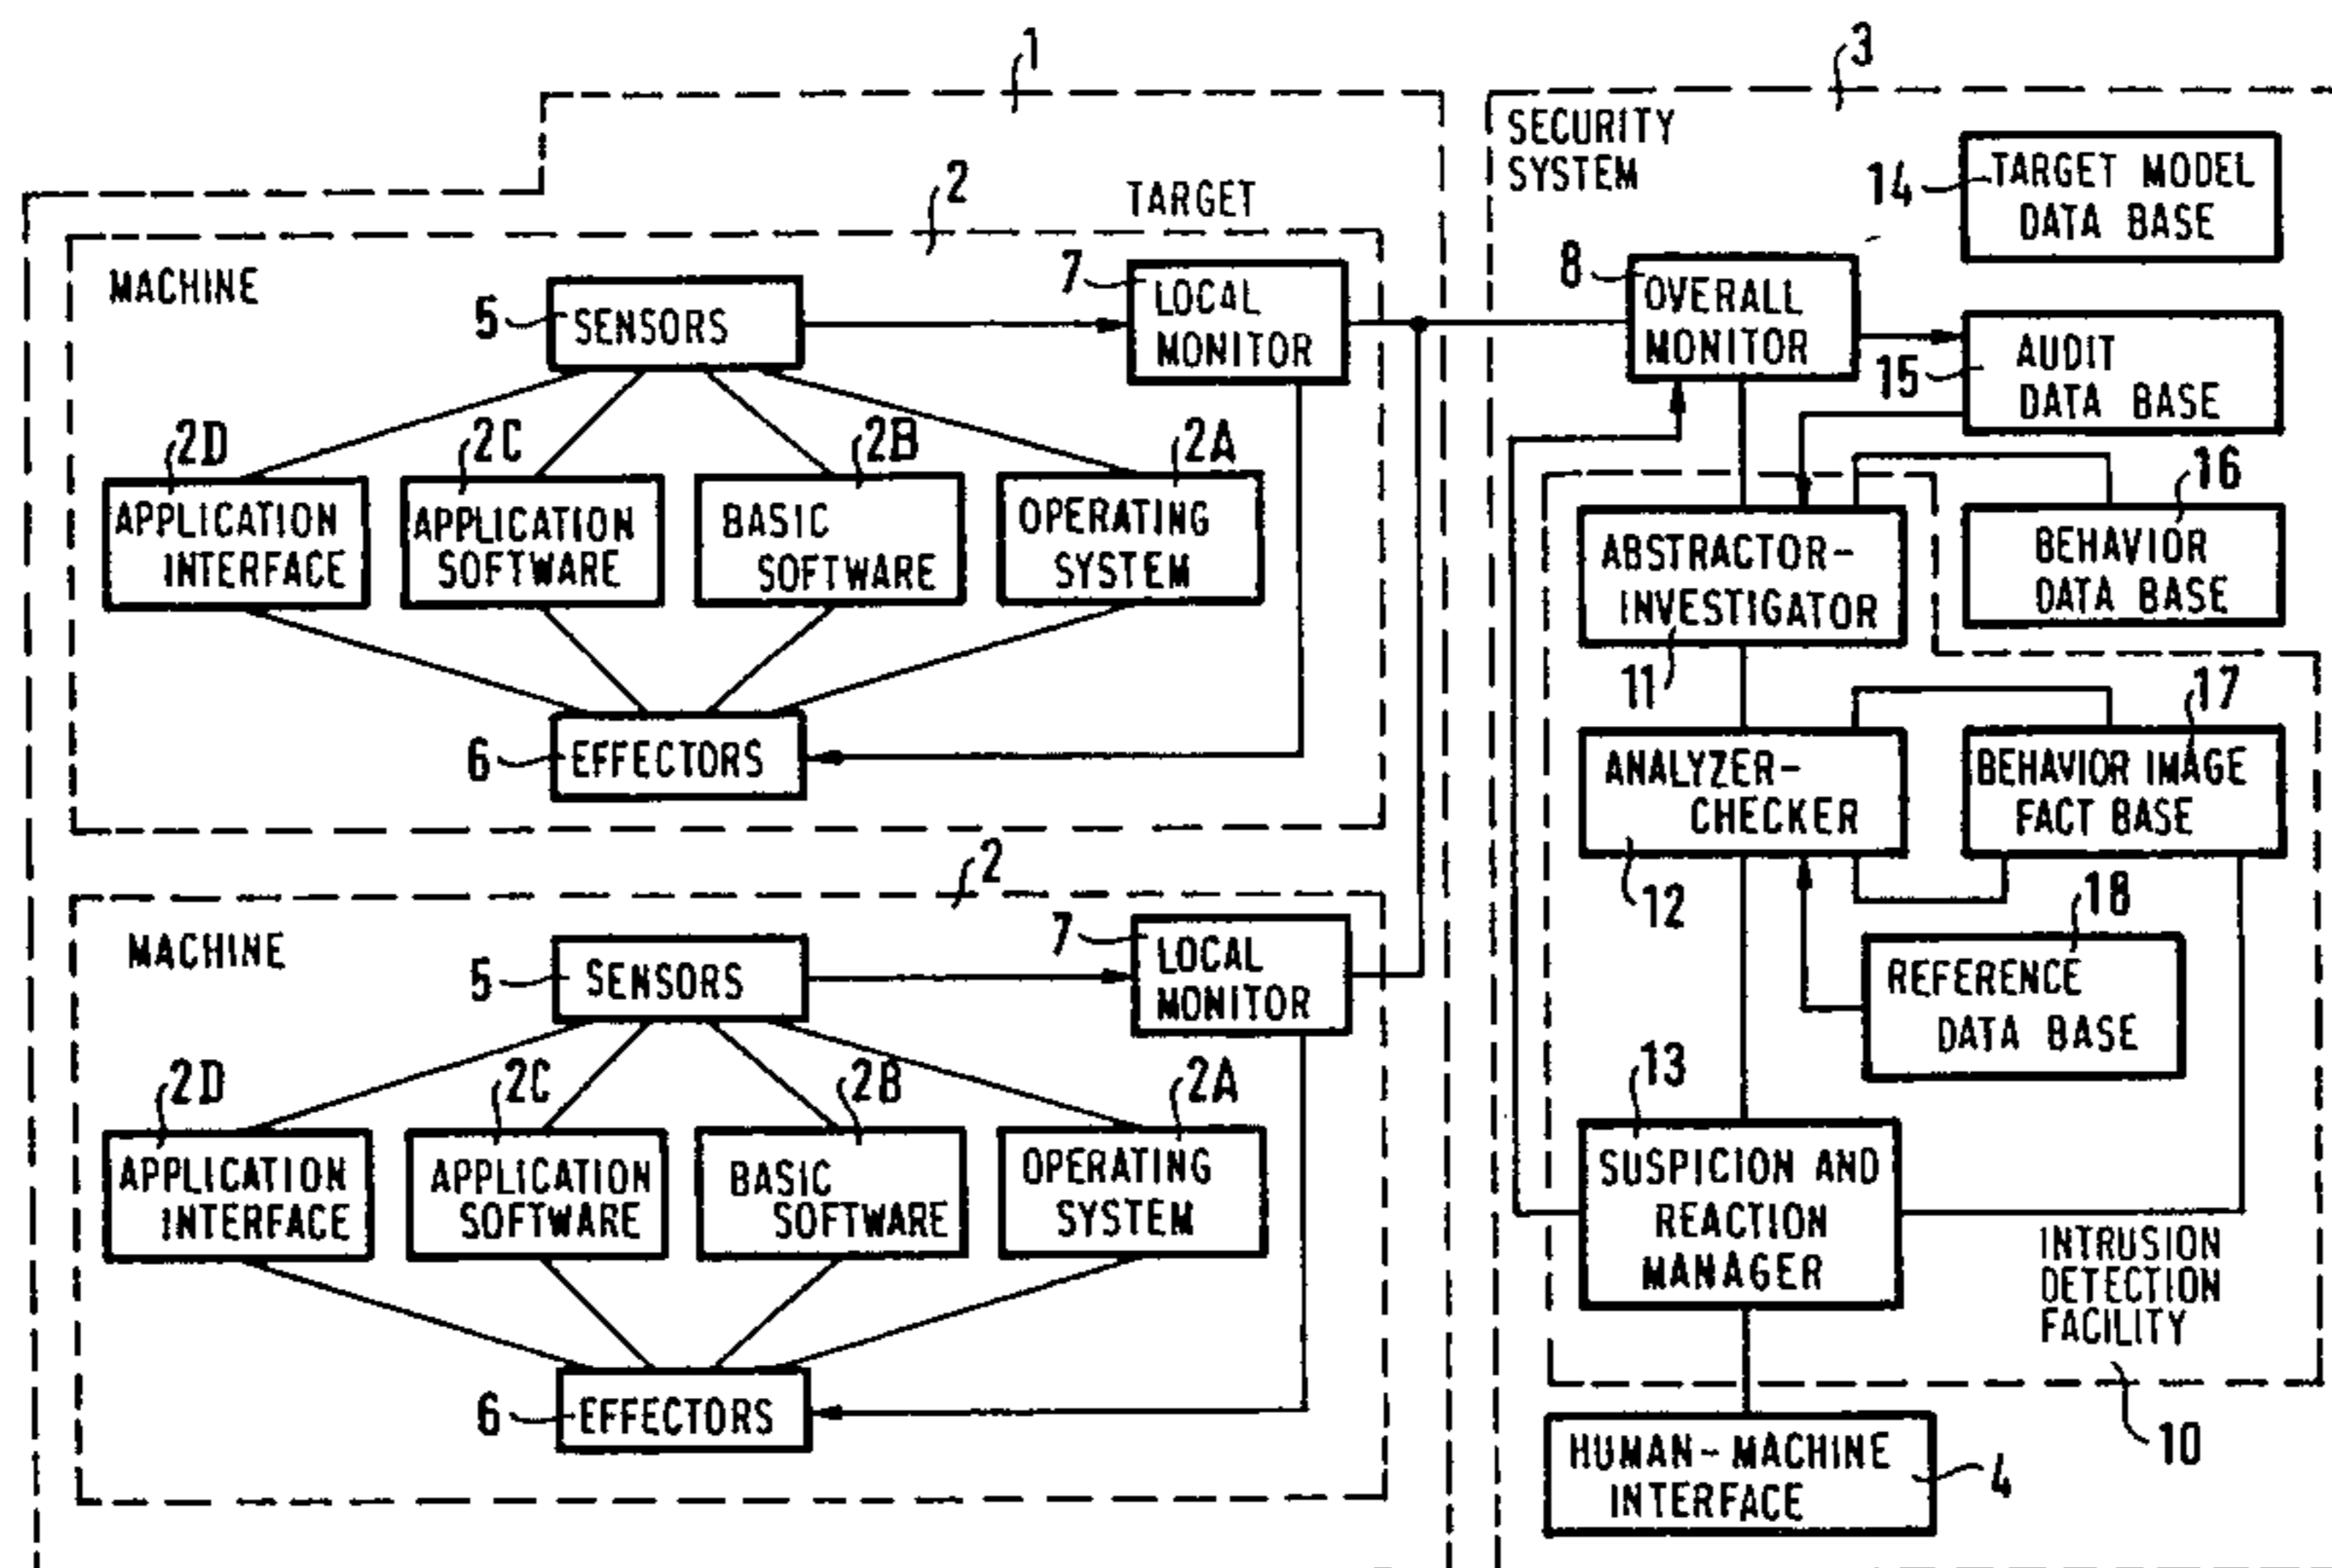 1
3
SECURITY
SYSTEM
14
TARGET MODEL
DATA BASE
2
TARGET
MACHINE
7
LOCAL
MONITOR
8
OVERALL
MONITOR
5
SENSORS
15
AUDIT
DATA BASE
2D
2C
2B
2A
APPLICATION
INTERFACE
APPLICATION
SOFTWARE
BASIC
SOFTWARE
OPERATING
SYSTEM
16
BEHAVIOR
DATA BASE
ABSTRACTOR-
INVESTIGATOR
11
17
6
EFFECTORS
ANALYZER-
CHECKER
BEHAVIOR IMAGE
FACT BASE
12
18
2
MACHINE
7
LOCAL
MONITOR
5
SENSORS
REFERENCE
DATA BASE
13
2D
2C
2B
2A
APPLICATION
INTERFACE
APPLICATION
SOFTWARE
BASIC
SOFTWARE
OPERATING
SYSTEM
SUSPICION AND
REACTION
MANAGER
INTRUSION
DETECTION
FACILITY
10
6
EFFECTORS
HUMAN-MACHINE
INTERFACE
4